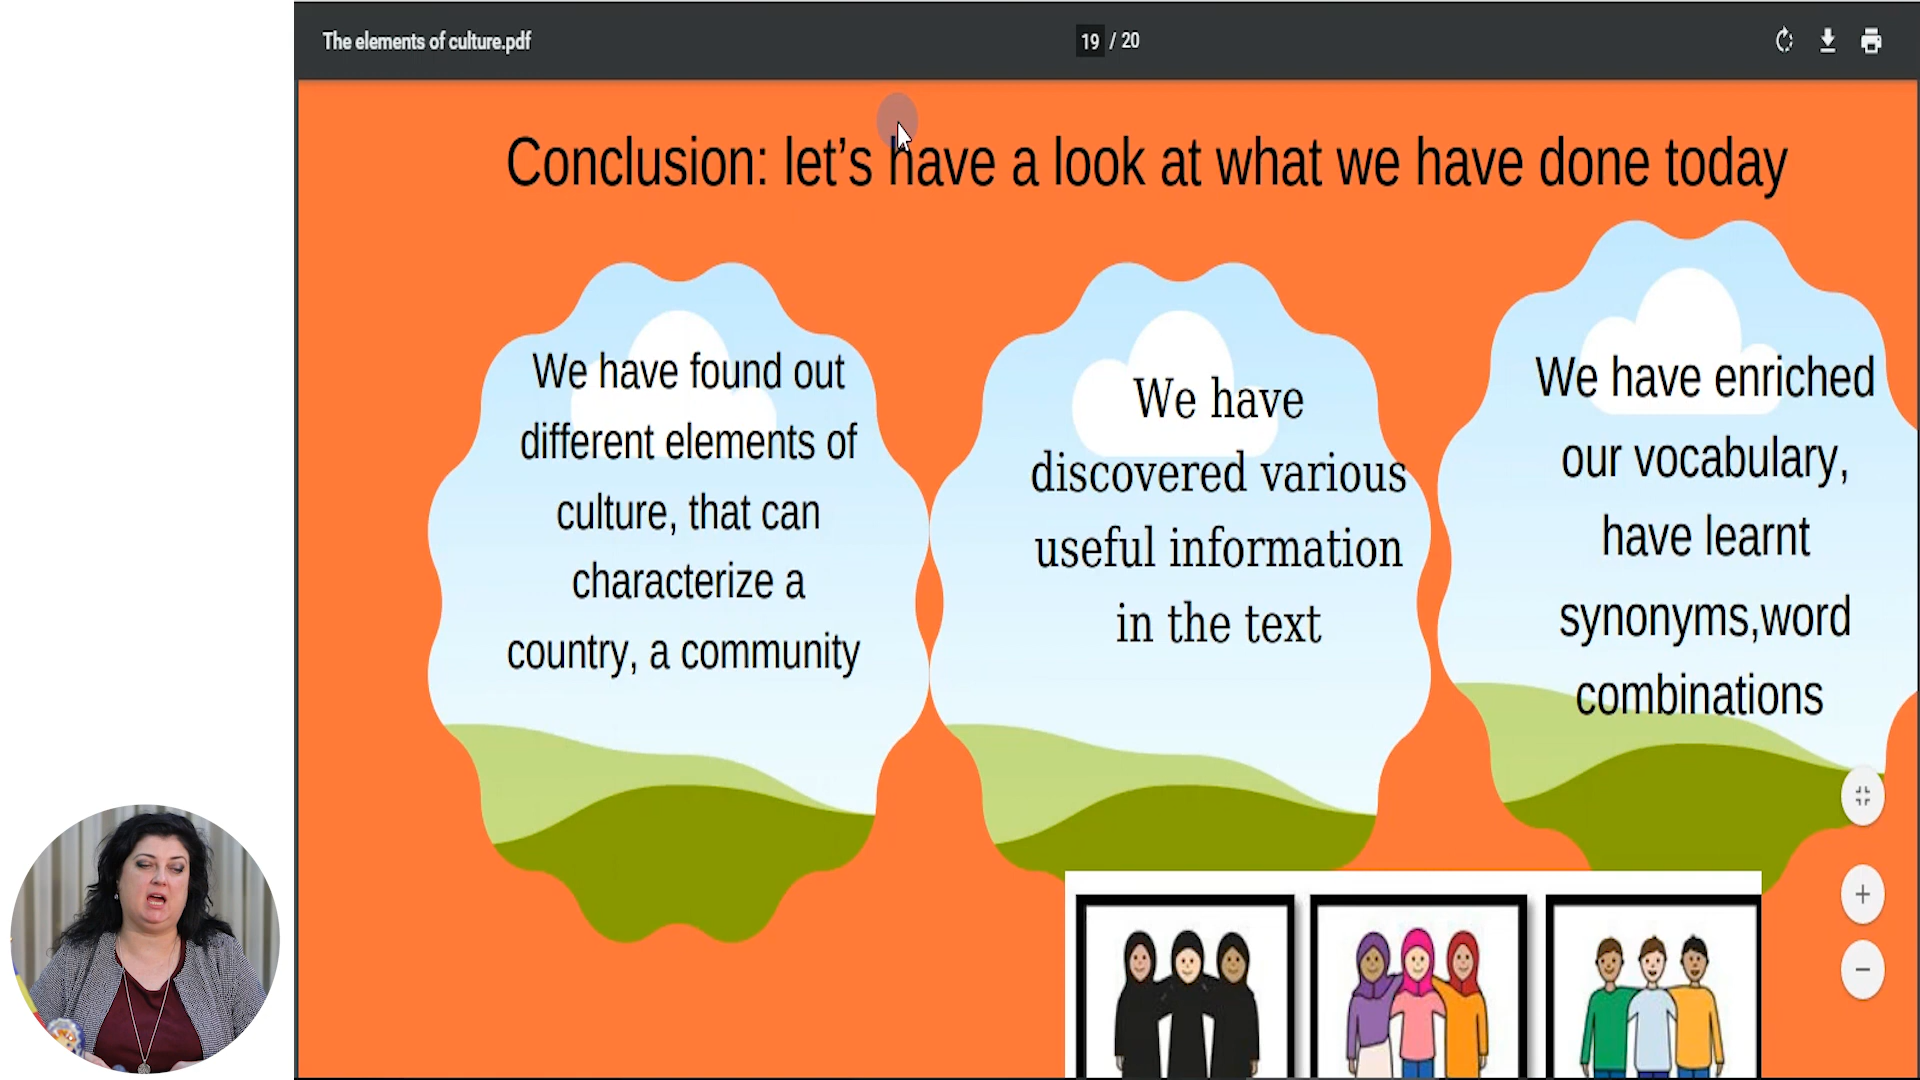 The elements of culture.pdf
19 / 20
Conclusion: let’s have a look at what we have done today
We have found out
different elements of
culture, that can
characterize a
country, a community
We have
discovered various
useful information
in the text
We have enriched
our vocabulary,
have learnt
synonyms,word
combinations